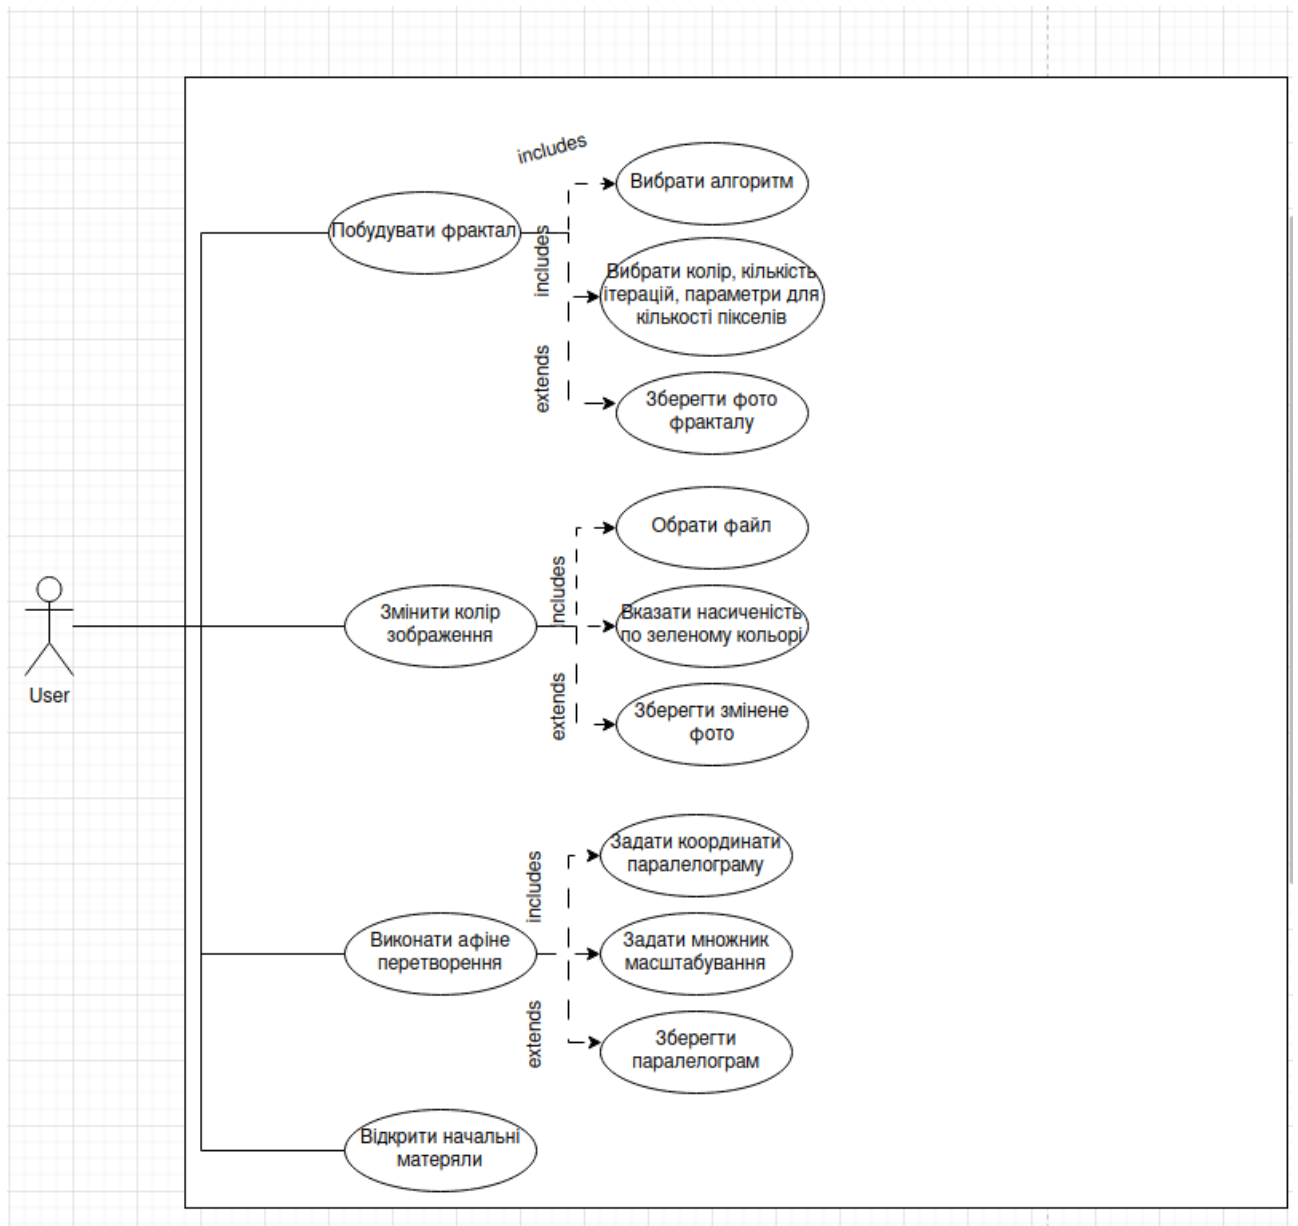 includes
Вибрати алгоритм
Побудувати фрактал
includes
Вибрати колір, кількість
ітерацій, параметри для
кількості пікселів
extends
Зберегти фото
фракталу
Обрати файл
includes
Змінити колір
зображення
Вказати насиченість
по зеленому кольорі
extends
Зберегти змінене
фото
User
Задати координати
паралелограму
includes
Виконати афіне
перетворення
Задати множник
масштабування
extends
Зберегти
паралелограм
Відкрити начальні
матеряли